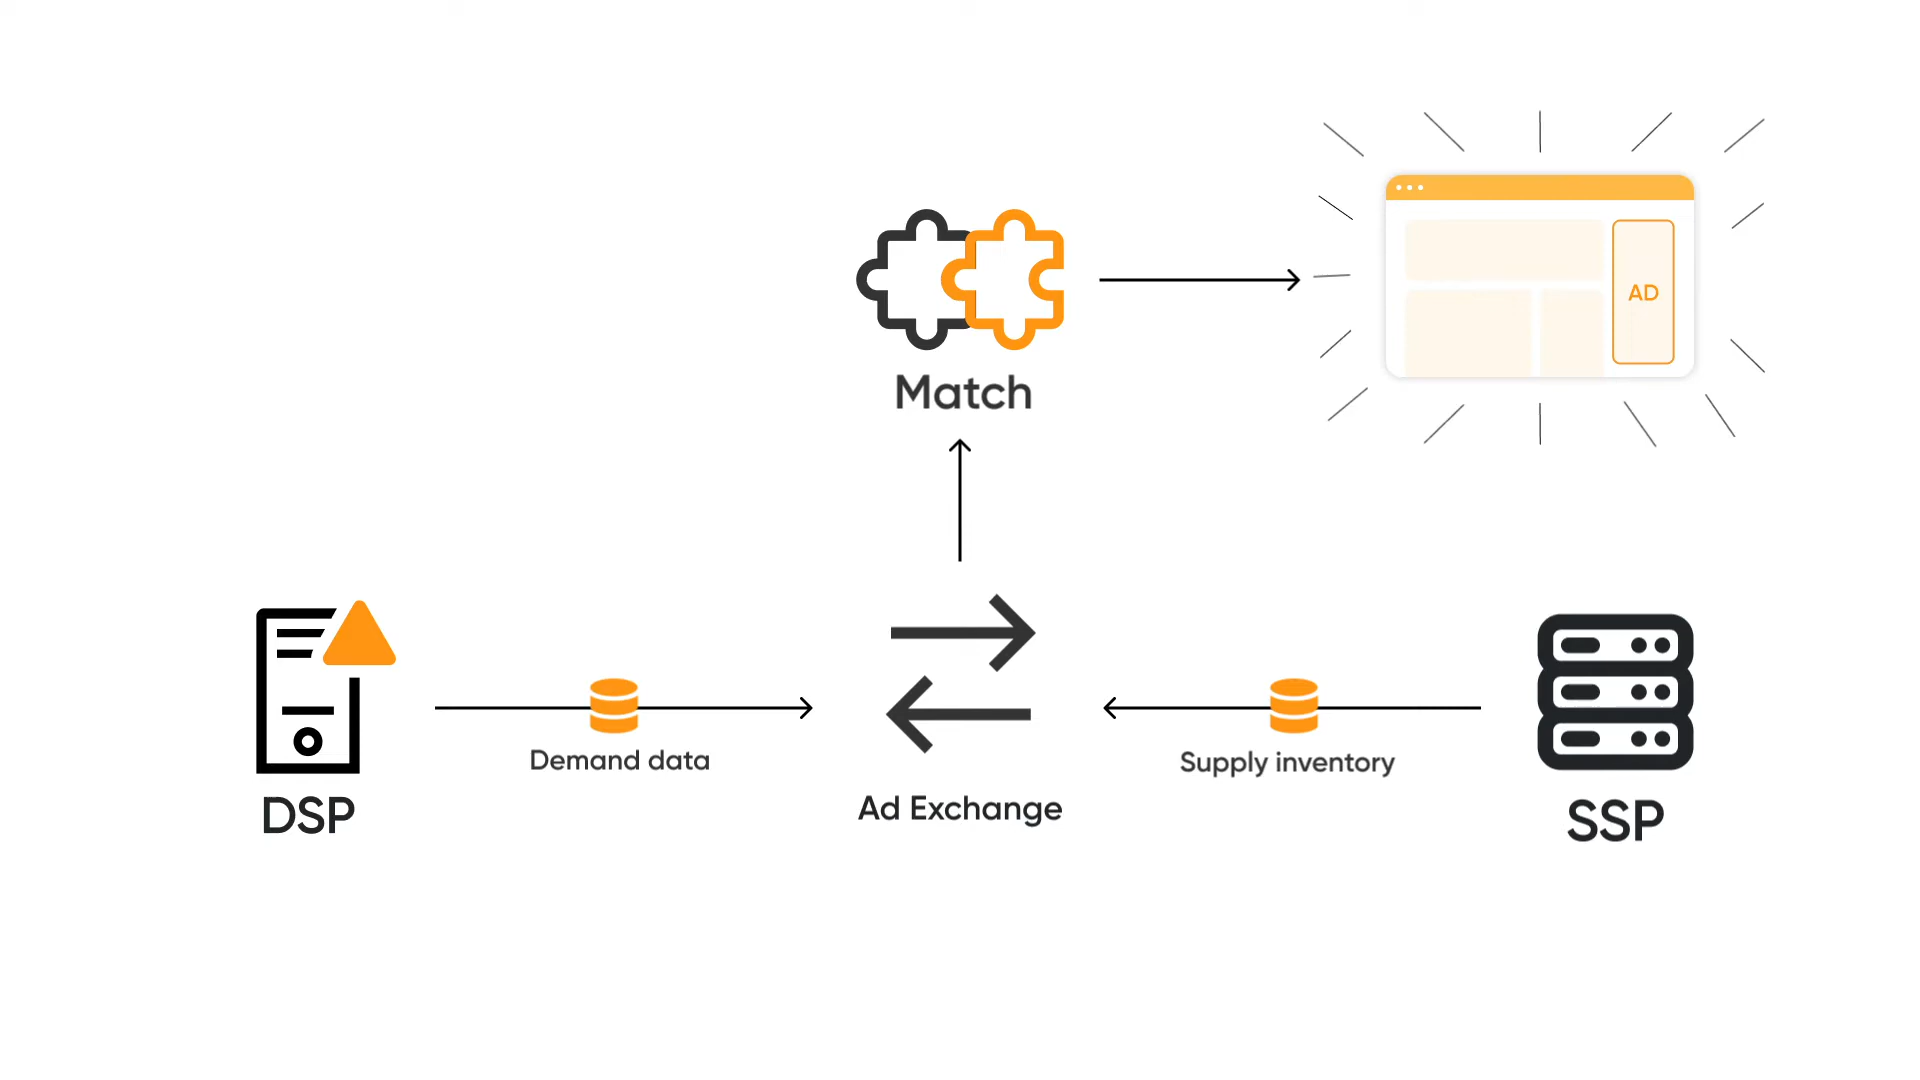 AD
Match
Demand data
Supply inventory
DSP
Ad Exchange
SSP